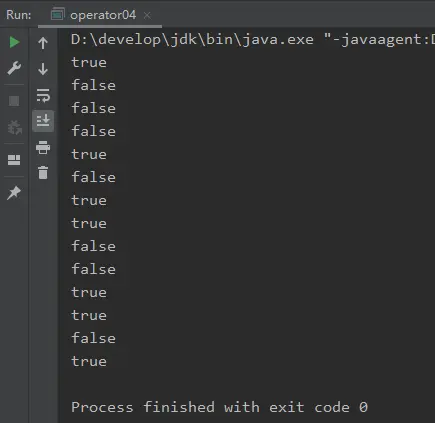 Run: operator04
D:\develop\jdk\bin\java.exe "-javaagent:
true
false
false
false
true
false
true
true
false
false
true
true
false
true
Process finished with exit code 0